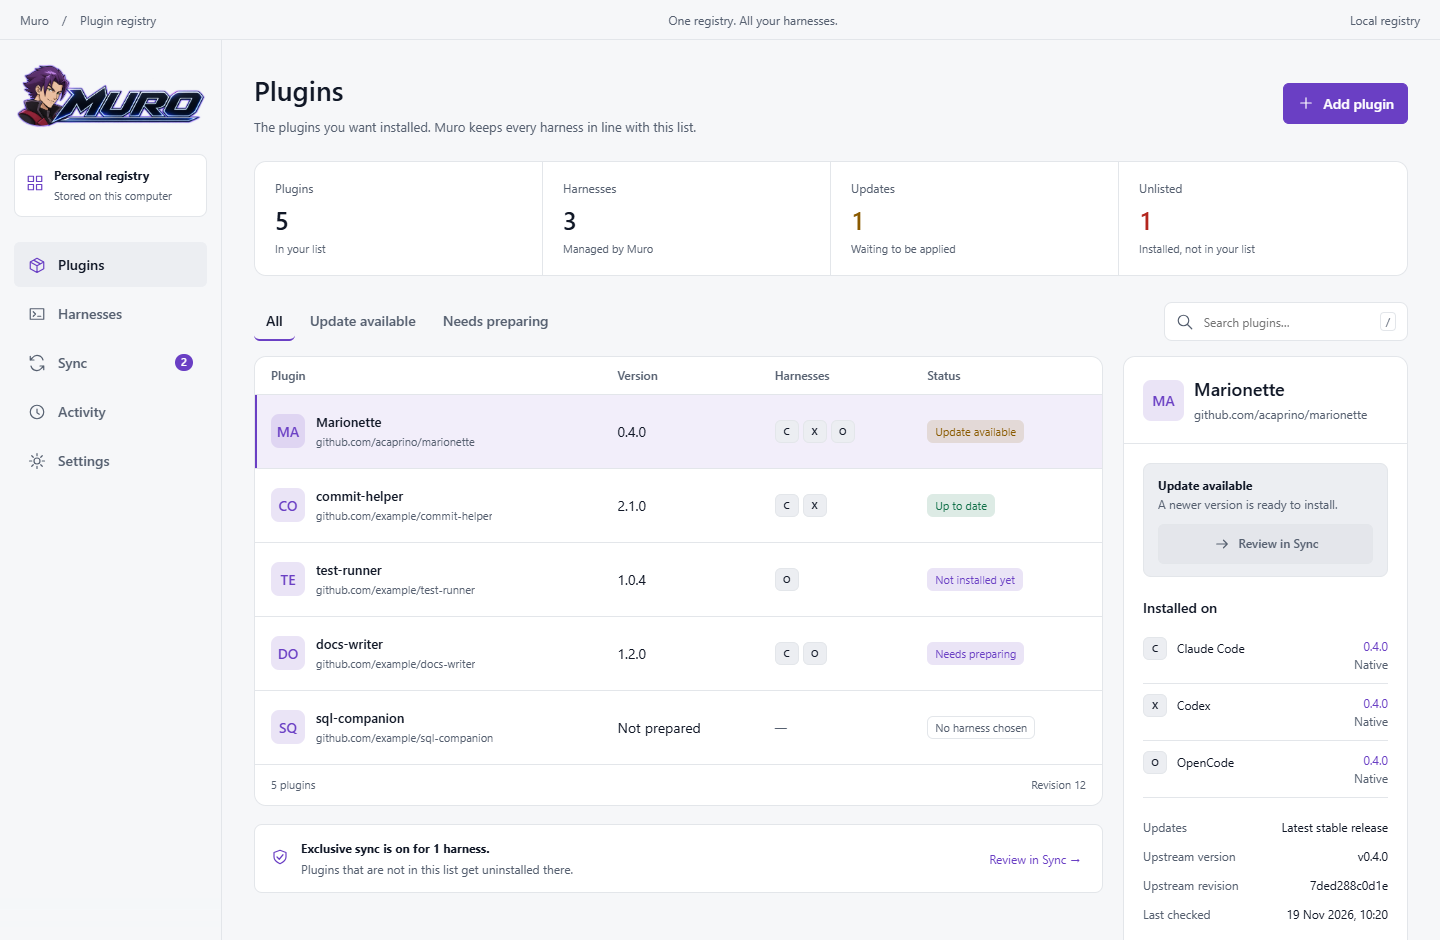 Muro / Plugin registry
One registry. All your harnesses.
Local registry
MURO
Personal registry
Stored on this computer
Plugins
Harnesses
Sync 2
Activity
Settings
Plugins
The plugins you want installed. Muro keeps every harness in line with this list.
+ Add plugin
Plugins
5
In your list
Harnesses
3
Managed by Muro
Updates
1
Waiting to be applied
Unlisted
1
Installed, not in your list
All Update available Needs preparing
Search plugins... /
Plugin Version Harnesses Status
MA Marionette 0.4.0 C X O Update available
github.com/acaprino/marionette
CO commit-helper 2.1.0 C X Up to date
github.com/example/commit-helper
TE test-runner 1.0.4 O Not installed yet
github.com/example/test-runner
DO docs-writer 1.2.0 C O Needs preparing
github.com/example/docs-writer
SQ sql-companion Not prepared — No harness chosen
github.com/example/sql-companion
5 plugins Revision 12
Exclusive sync is on for 1 harness.
Plugins that are not in this list get uninstalled there.
Review in Sync →
MA Marionette
github.com/acaprino/marionette
Update available
A newer version is ready to install.
→ Review in Sync
Installed on
C Claude Code 0.4.0
Native
X Codex 0.4.0
Native
O OpenCode 0.4.0
Native
Updates Latest stable release
Upstream version v0.4.0
Upstream revision 7ded288c0d1e
Last checked 19 Nov 2026, 10:20